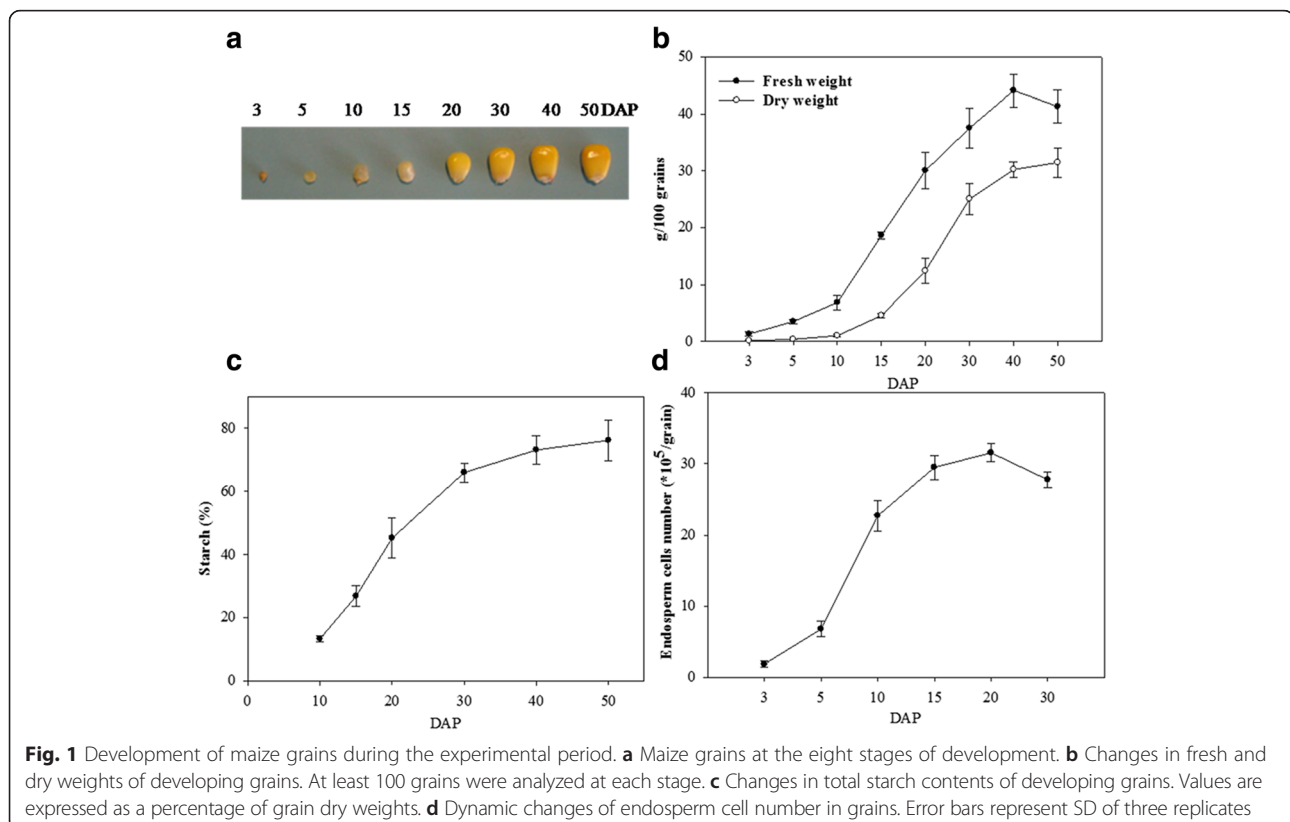 a
3 5 10 15 20 30 40 50 DAP
b
50
40
30
20
10
0
g/100 grains
Fresh weight
Dry weight
3 5 10 15 20 30 40 50
DAP
c
80
60
40
20
0
Starch (%)
0 10 20 30 40 50
DAP
d
40
30
20
10
0
Endosperm cells number (*10^5/grain)
3 5 10 15 20 30
DAP
Fig. 1 Development of maize grains during the experimental period. a Maize grains at the eight stages of development. b Changes in fresh and
dry weights of developing grains. At least 100 grains were analyzed at each stage. c Changes in total starch contents of developing grains. Values are
expressed as a percentage of grain dry weights. d Dynamic changes of endosperm cell number in grains. Error bars represent SD of three replicates